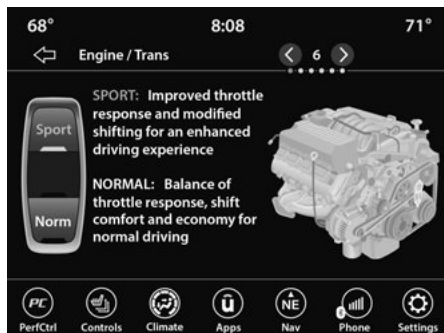 68° 8:08 71°
Engine / Trans 6
SPORT: Improved throttle
response and modified
shifting for an enhanced
driving experience
Sport
NORMAL: Balance of
throttle response, shift
comfort and economy for
normal driving
Norm
PC ū NE
PerfCtrl Controls Climate Apps Nav Phone Settings